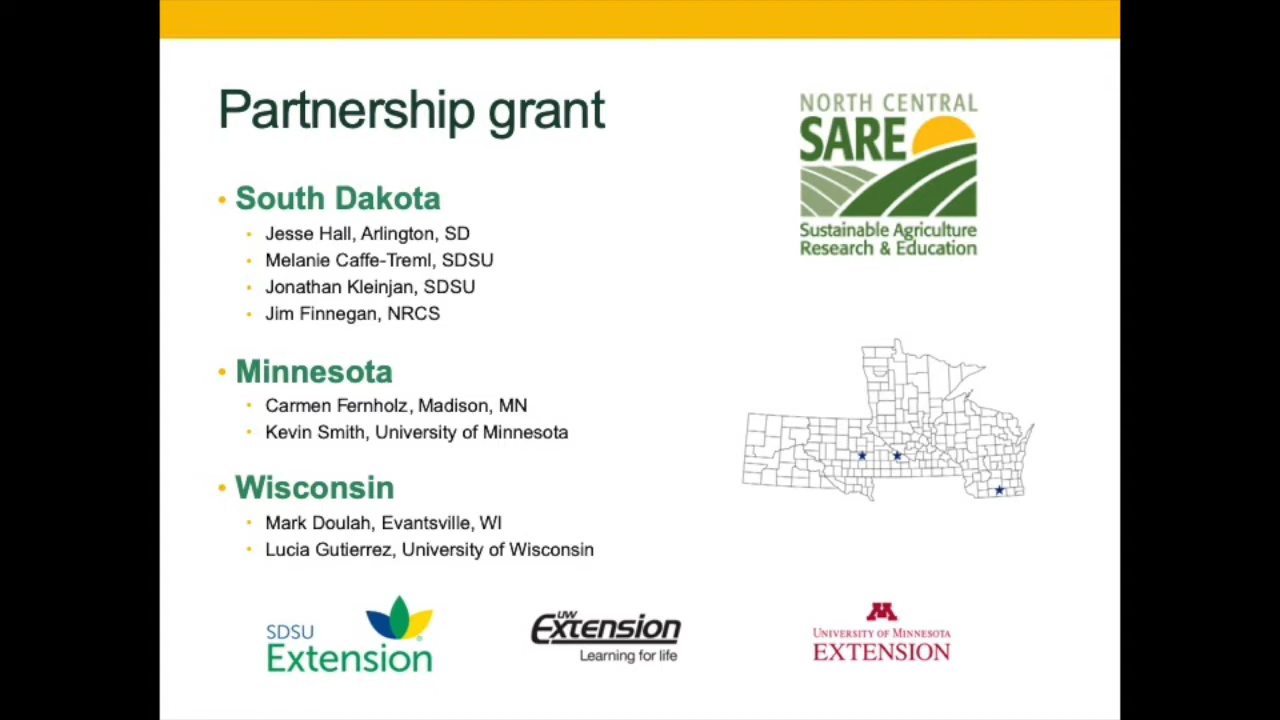 Partnership grant
• South Dakota
• Jesse Hall, Arlington, SD
• Melanie Caffe-Treml, SDSU
• Jonathan Kleinjan, SDSU
• Jim Finnegan, NRCS
• Minnesota
• Carmen Fernholz, Madison, MN
• Kevin Smith, University of Minnesota
• Wisconsin
• Mark Doulah, Evantsville, WI
• Lucia Gutierrez, University of Wisconsin
NORTH CENTRAL
SARE
Sustainable Agriculture
Research & Education
SDSU
Extension
UW
Extension
Learning for life
M
UNIVERSITY OF MINNESOTA
EXTENSION